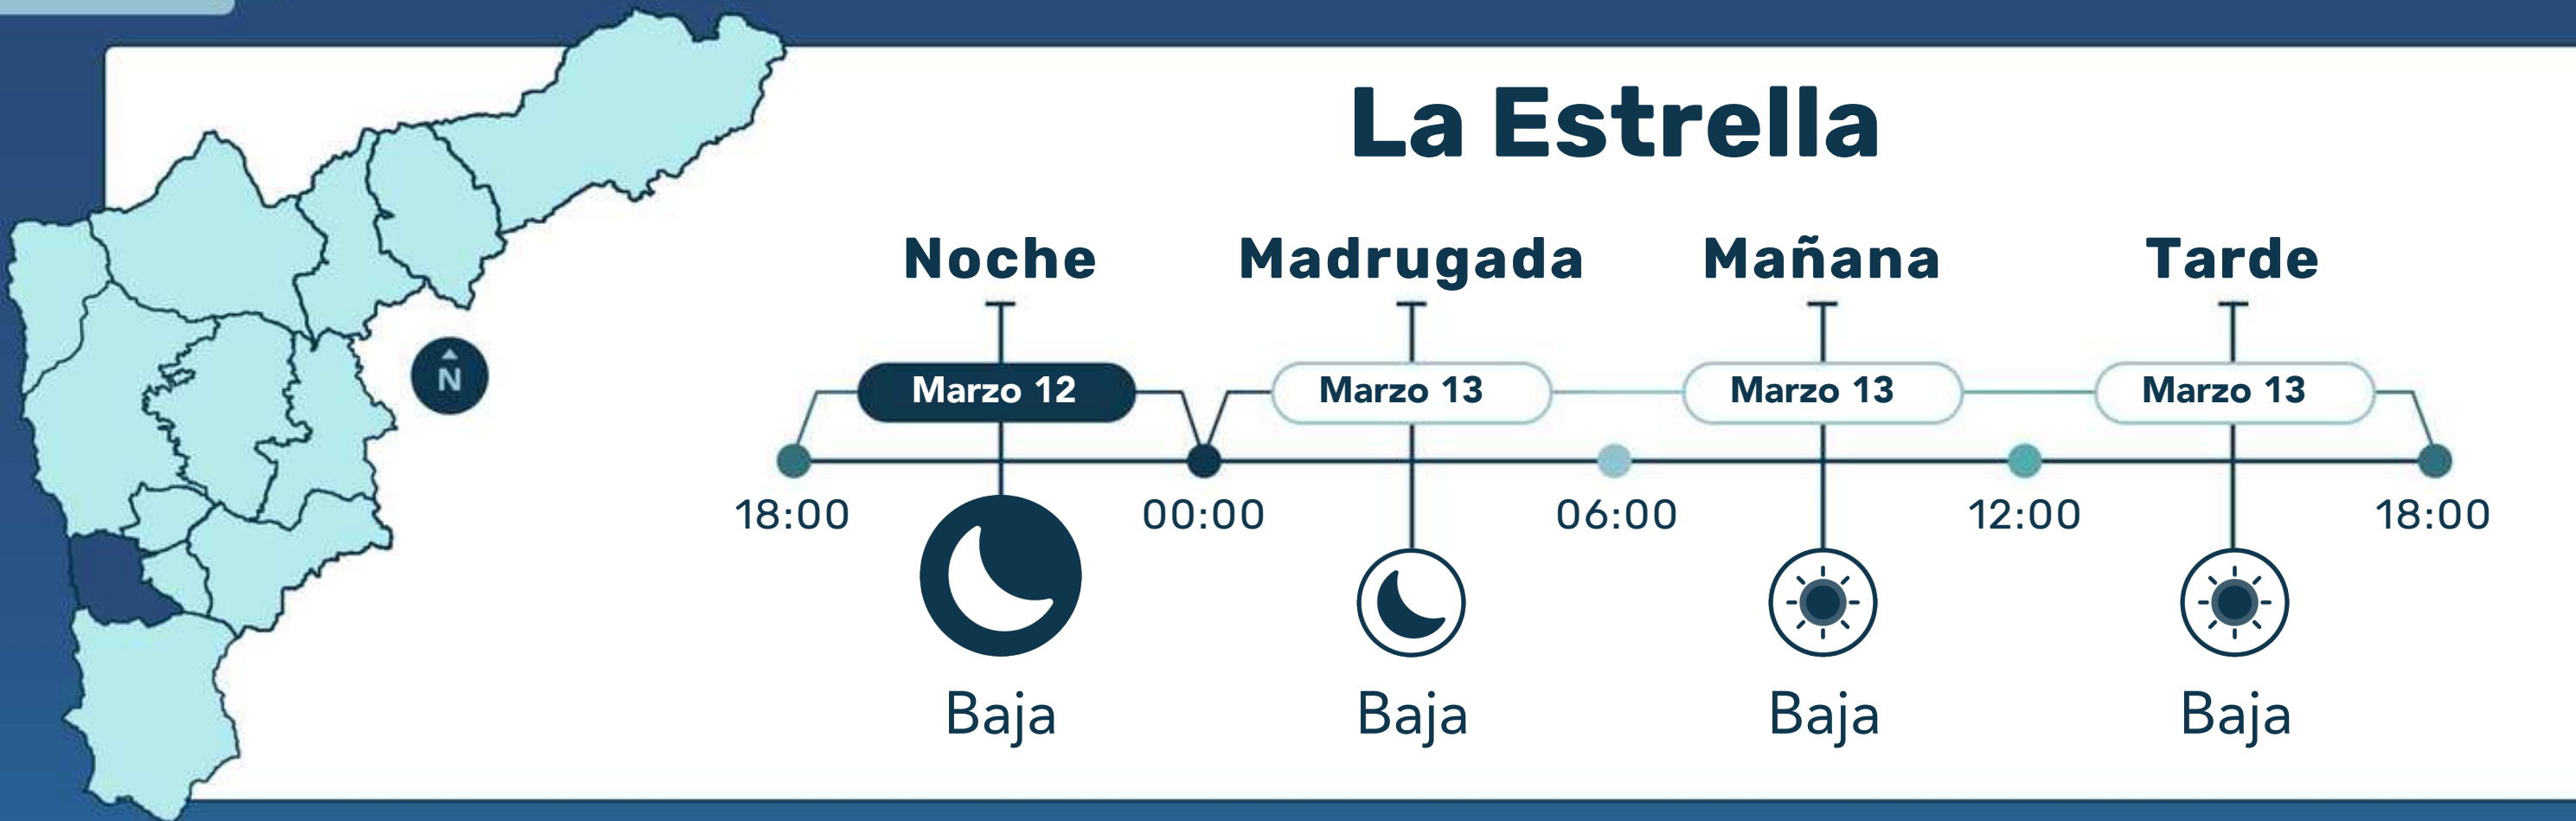 La Estrella
Noche Madrugada Mañana Tarde
N
Marzo 12 Marzo 13 Marzo 13 Marzo 13
18:00 00:00 06:00 12:00 18:00
Baja Baja Baja Baja